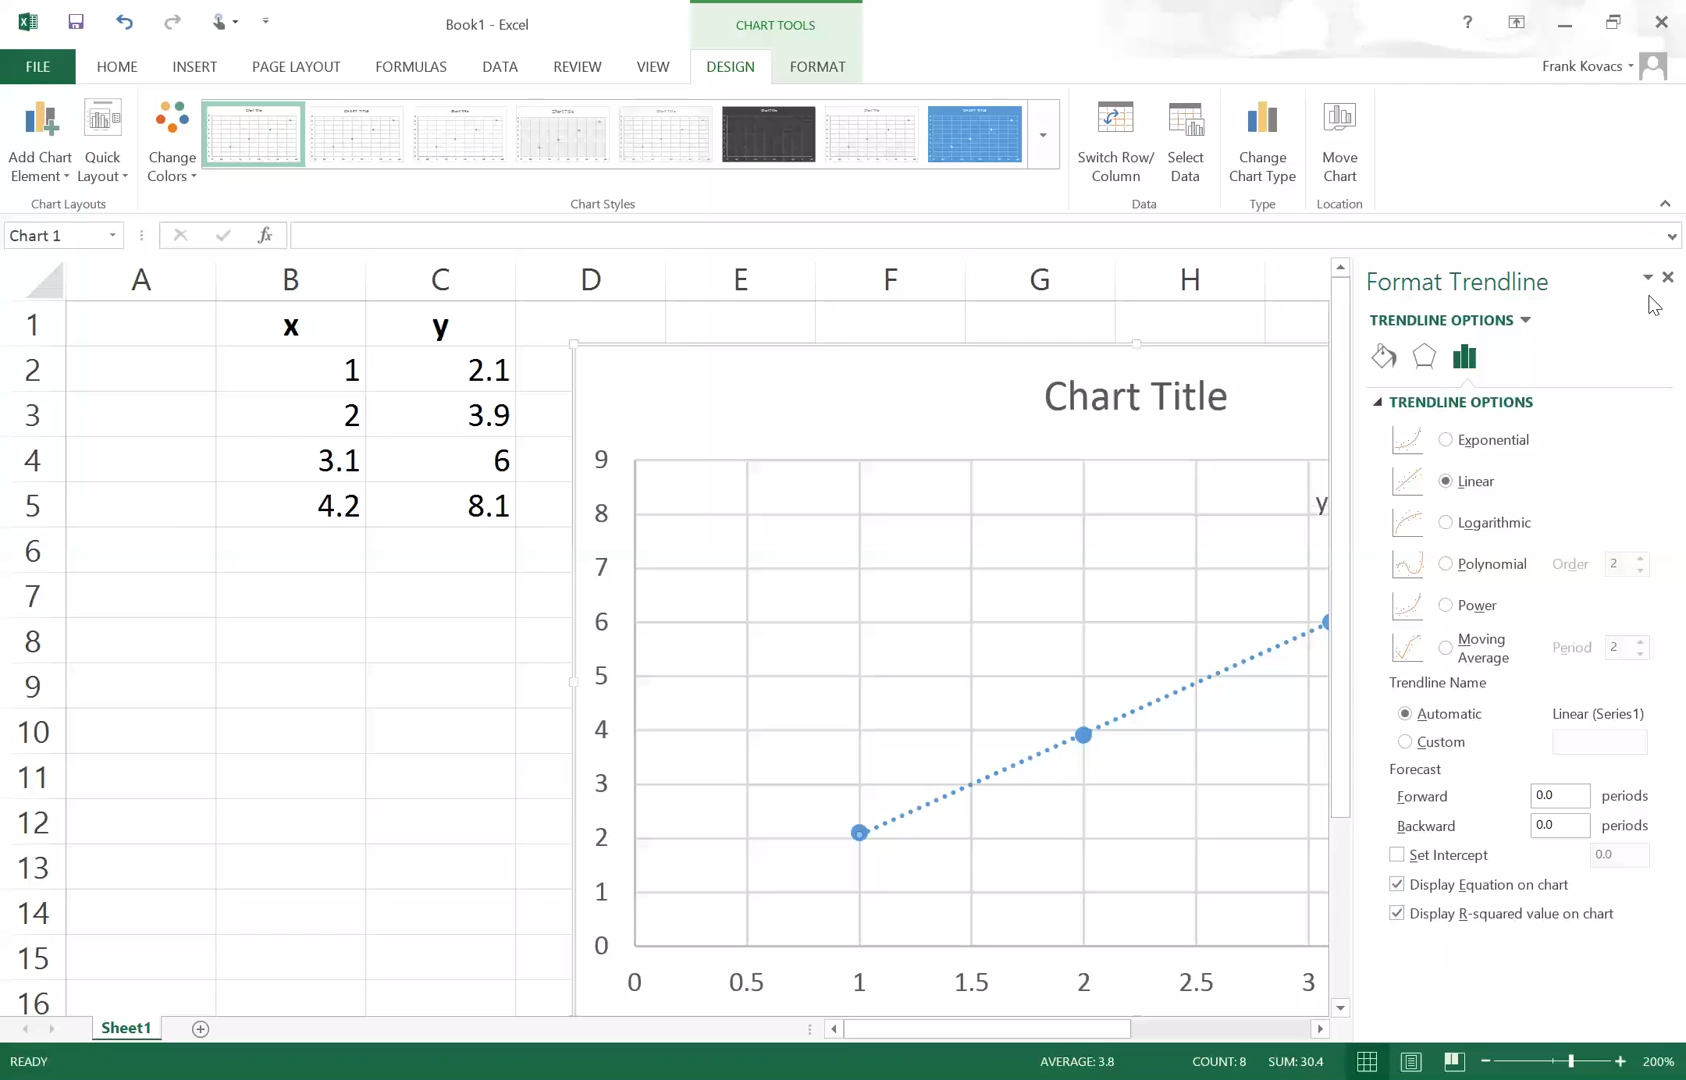 Book1 - Excel
CHART TOOLS
?
FILE
HOME
INSERT
PAGE LAYOUT
FORMULAS
DATA
REVIEW
VIEW
DESIGN
FORMAT
Frank Kovacs
Add Chart
Element
Quick
Layout
Change
Colors
Switch Row/
Column
Select
Data
Change
Chart Type
Move
Chart
Chart Layouts
Chart Styles
Data
Type
Location
Chart 1
fx
A B C D E F G H
1 x y
2 1 2.1
3 2 3.9
4 3.1 6
5 4.2 8.1
6
7
8
9
10
11
12
13
14
15
16
Chart Title
y
9
8
7
6
5
4
3
2
1
0
0 0.5 1 1.5 2 2.5 3
Format Trendline
TRENDLINE OPTIONS
TRENDLINE OPTIONS
Exponential
Linear
Logarithmic
Polynomial Order 2
Power
Moving
Average
Period 2
Trendline Name
Automatic Linear (Series1)
Custom
Forecast
Forward 0.0 periods
Backward 0.0 periods
Set Intercept 0.0
Display Equation on chart
Display R-squared value on chart
Sheet1
READY
AVERAGE: 3.8
COUNT: 8
SUM: 30.4
200%